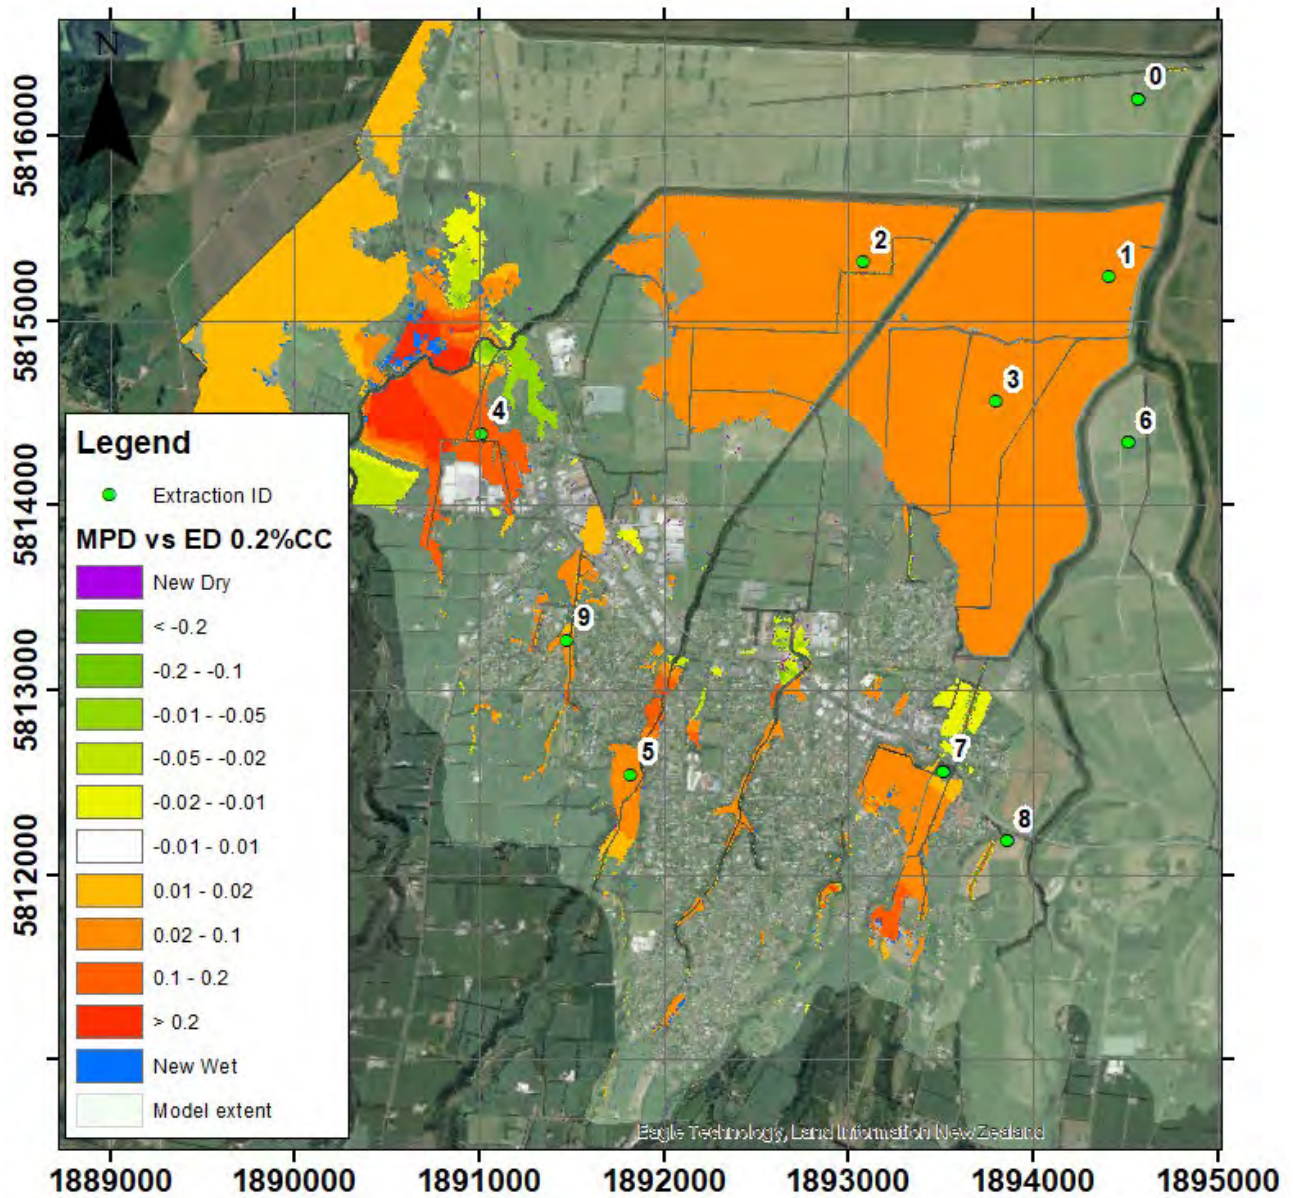 N
0
5816000
2
1
5815000
3
4
6
Legend
Extraction ID
MPD vs ED 0.2%CC
New Dry
< -0.2
-0.2 - -0.1
-0.01 - -0.05
-0.05 - -0.02
-0.02 - -0.01
-0.01 - 0.01
0.01 - 0.02
0.02 - 0.1
0.1 - 0.2
> 0.2
New Wet
Model extent
5814000
9
5813000
5
7
8
5812000
Eagle Technology, Land Information New Zealand
1889000 1890000 1891000 1892000 1893000 1894000 1895000